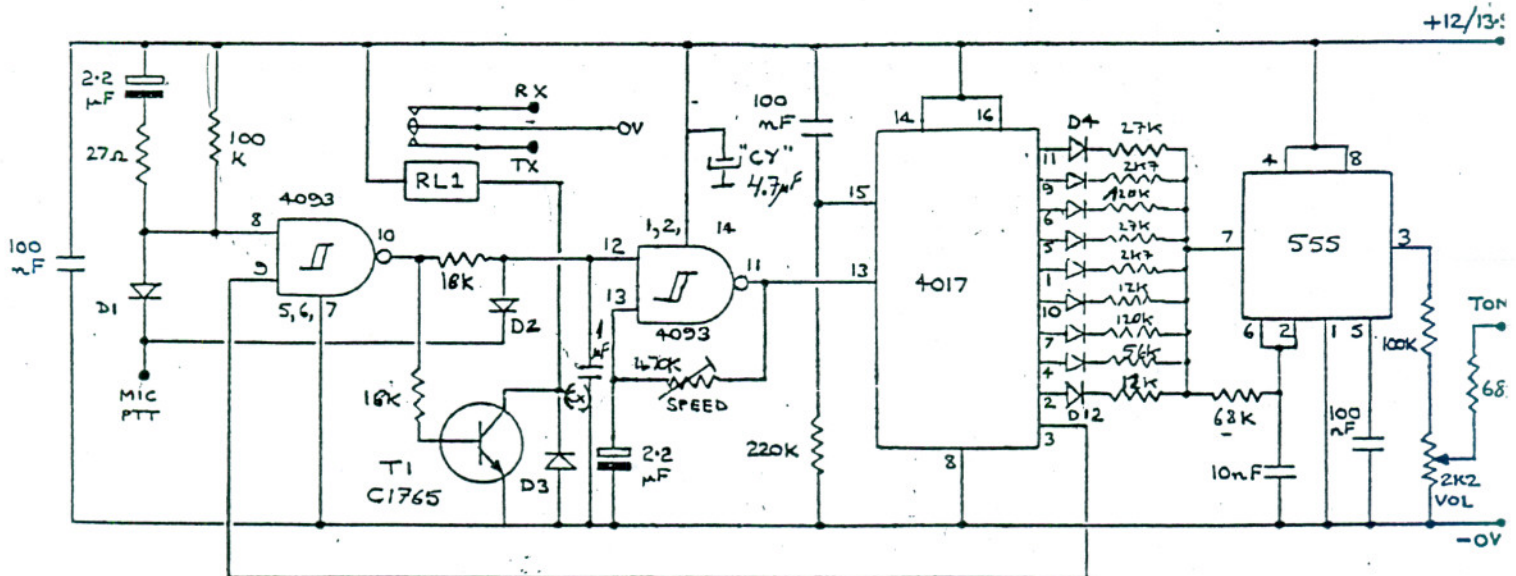 +12/13.
2.2
μF
27Ω
100
K
100
nF
D1
MIC
PTT
8
9
4093
10
5, 6, 7
18K
D2
18K
T1
C1765
D3
RX
0V
TX
RL1
"CY"
4.7μF
1
μF
(X)
1, 2, 14
12
13
11
4093
470K
SPEED
2.2
μF
100
nF
15
13
220K
14
16
4017
8
11
9
6
5
1
10
7
4
2
3
D4
D12
27K
2K7
120K
27K
2K7
12K
120K
56K
12K
68K
10nF
4
8
7
555
3
6
2
1
5
100
nF
100K
2K2
VOL
TON
68
-0V